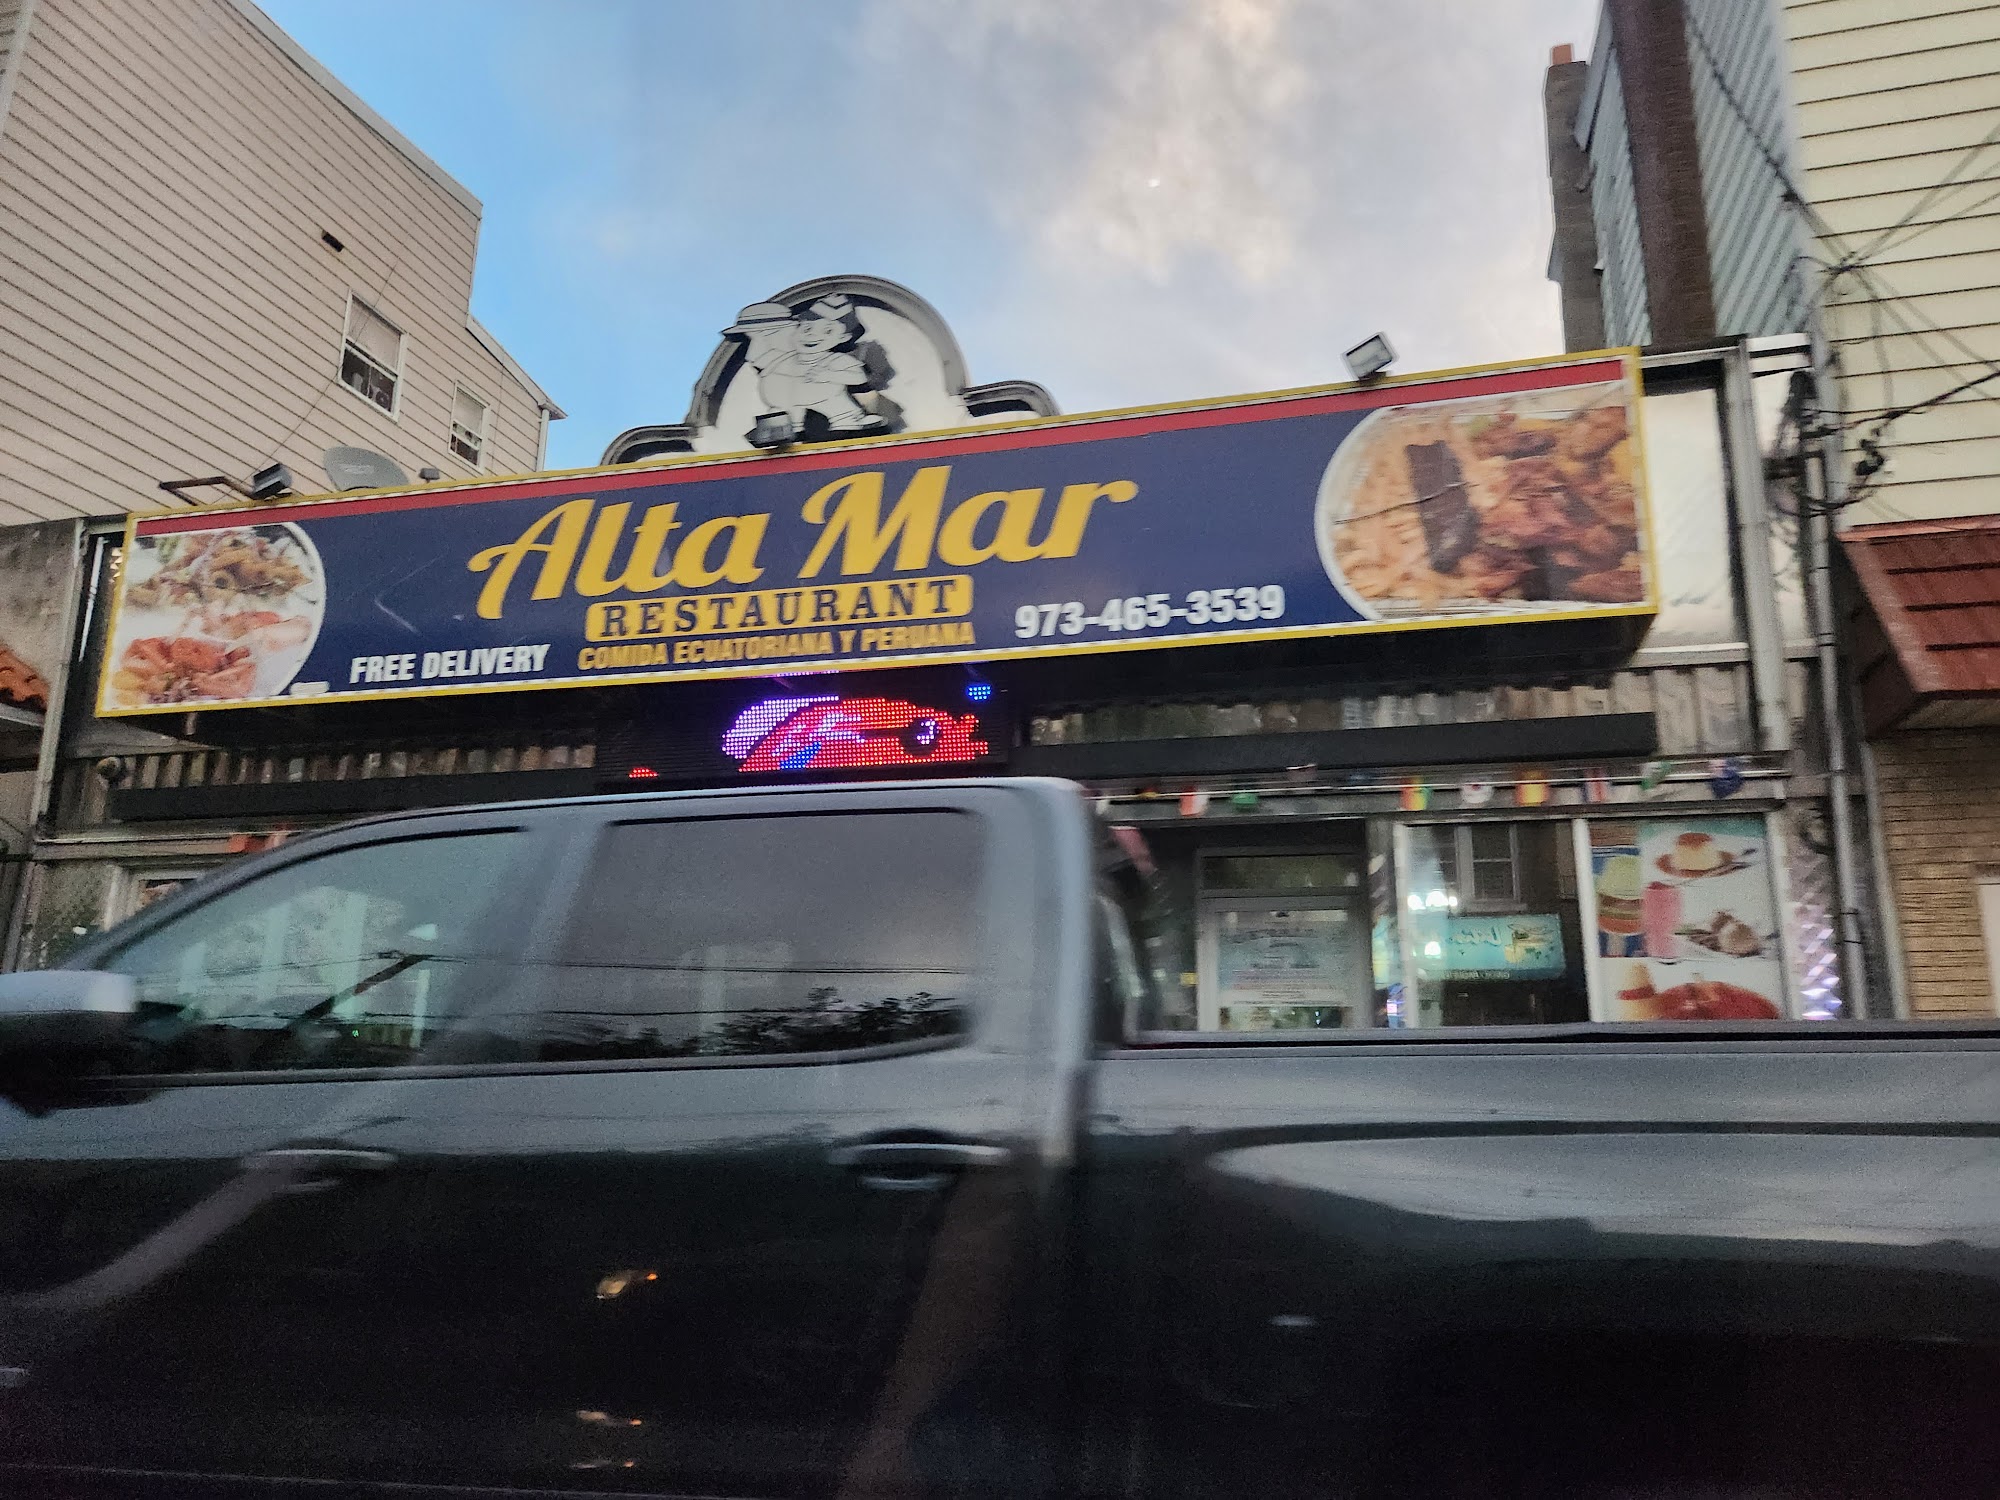 Alta Mar
RESTAURANT
COMIDA ECUATORIANA Y PERUANA
FREE DELIVERY
973-465-3539